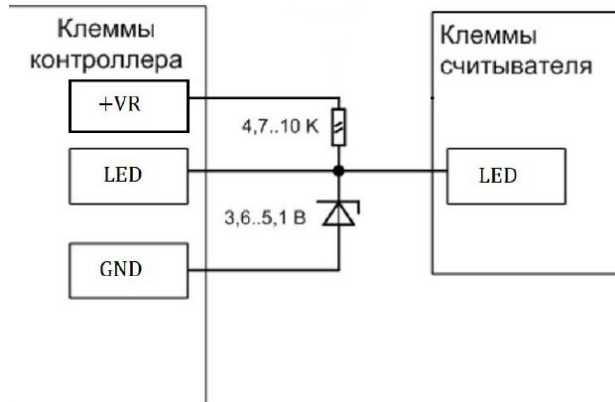 Клеммы
контроллера
Клеммы
считывателя
+VR
4,7..10 K
LED
LED
3,6..5,1 В
GND